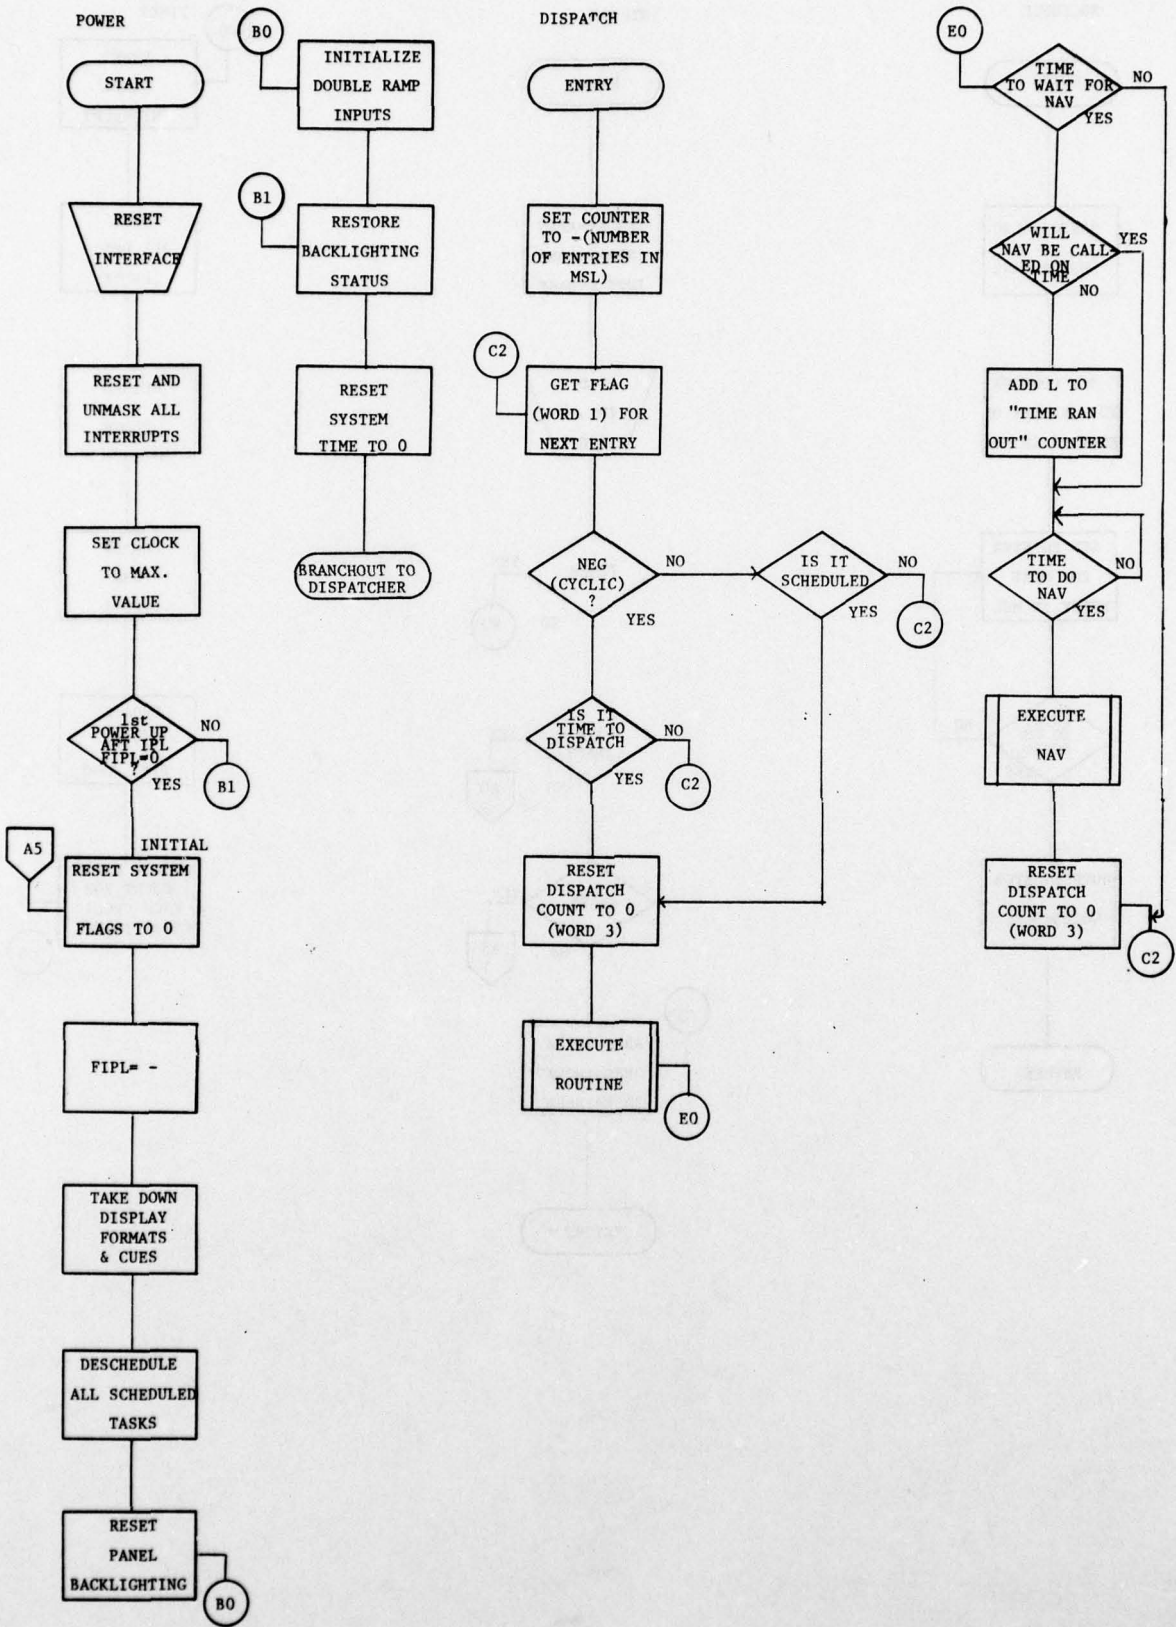 POWER
START
RESET
INTERFACE
RESET AND
UNMASK ALL
INTERRUPTS
SET CLOCK
TO MAX.
VALUE
1st
POWER UP
AFT IPL
FIPL=0
?
NO
B1
YES
INITIAL
A5
RESET SYSTEM
FLAGS TO 0
FIPL= -
TAKE DOWN
DISPLAY
FORMATS
& CUES
DESCHEDULE
ALL SCHEDULED
TASKS
RESET
PANEL
BACKLIGHTING
B0
B0
INITIALIZE
DOUBLE RAMP
INPUTS
B1
RESTORE
BACKLIGHTING
STATUS
RESET
SYSTEM
TIME TO 0
BRANCHOUT TO
DISPATCHER
DISPATCH
ENTRY
SET COUNTER
TO -(NUMBER
OF ENTRIES IN
MSL)
C2
GET FLAG
(WORD 1) FOR
NEXT ENTRY
NEG
(CYCLIC)
?
NO
YES
IS IT
SCHEDULED
NO
YES
C2
IS IT
TIME TO
DISPATCH
NO
YES
C2
RESET
DISPATCH
COUNT TO 0
(WORD 3)
EXECUTE
ROUTINE
E0
E0
TIME
TO WAIT FOR
NAV
NO
YES
WILL
NAV BE CALL-
ED ON
TIME
YES
NO
ADD L TO
"TIME RAN
OUT" COUNTER
TIME
TO DO
NAV
NO
YES
EXECUTE
NAV
RESET
DISPATCH
COUNT TO 0
(WORD 3)
C2